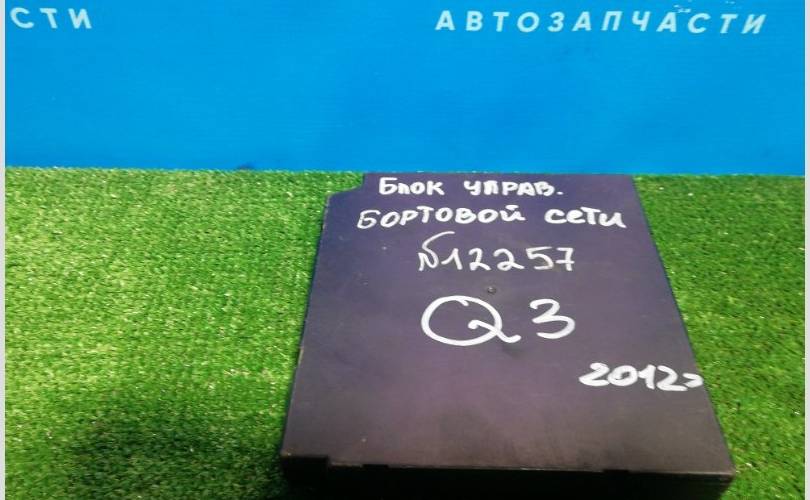 СТИ
АВТОЗАПЧАСТИ
Блок управ.
бортовой сети
№12257
Q3
2012>